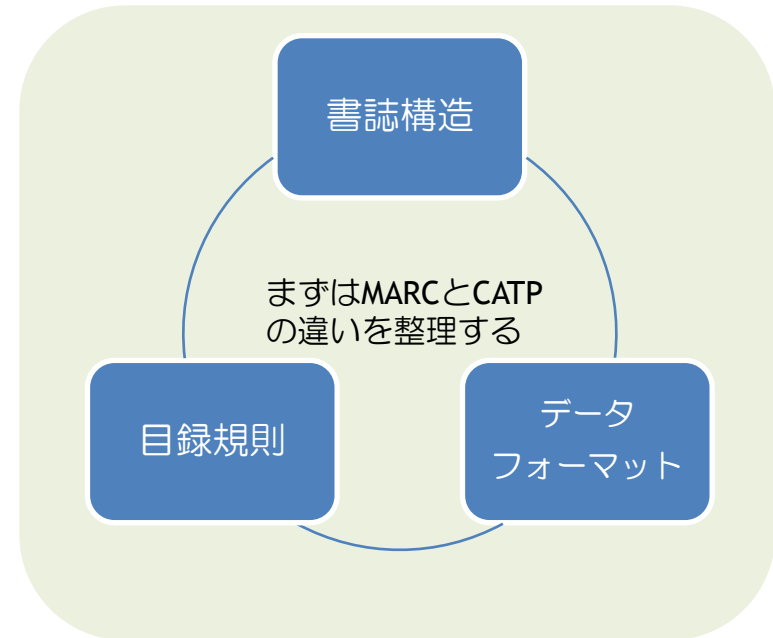 書誌構造
まずはMARCとCATP
の違いを整理する
目録規則
データ
フォーマット